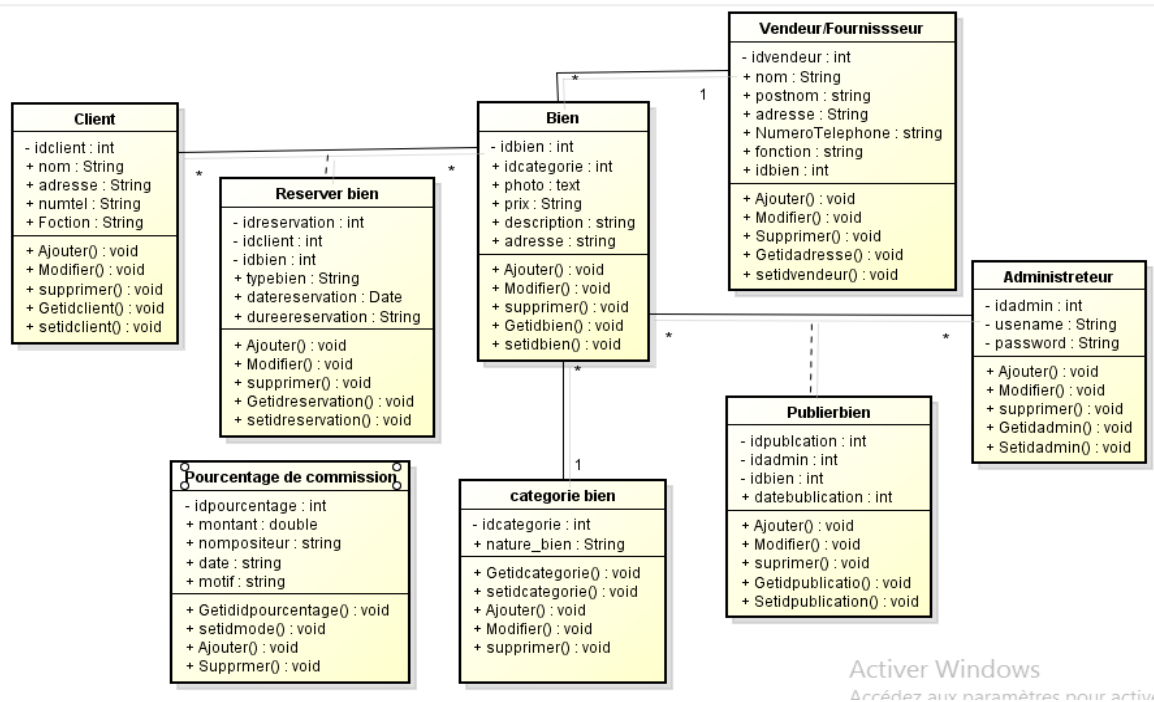 Vendeur/Fournissseur
- idvendeur : int
+ nom : String
+ postnom : string
+ adresse : String
+ NumeroTelephone : string
+ fonction : string
+ idbien : int
+ Ajouter() : void
+ Modifier() : void
+ Supprimer() : void
+ Getidadresse() : void
+ setidvendeur() : void
*
1
Client
- idclient : int
+ nom : String
+ adresse : String
+ numtel : String
+ Foction : String
+ Ajouter() : void
+ Modifier() : void
+ supprimer() : void
+ Getidclient() : void
+ setidclient() : void
*
*
Bien
- idbien : int
+ idcategorie : int
+ photo : text
+ prix : String
+ description : string
+ adresse : string
+ Ajouter() : void
+ Modifier() : void
+ supprimer() : void
+ Getidbien() : void
+ setidbien() : void
Reserver bien
- idreservation : int
- idclient : int
- idbien : int
+ typebien : String
+ datereservation : Date
+ dureereservation : String
+ Ajouter() : void
+ Modifier() : void
+ supprimer() : void
+ Getidreservation() : void
+ setidreservation() : void
Administreteur
- idadmin : int
- usename : String
- password : String
+ Ajouter() : void
+ Modifier() : void
+ supprimer() : void
+ Getidadmin() : void
+ Setidadmin() : void
*
*
*
1
Publierbien
- idpublcation : int
- idadmin : int
- idbien : int
+ datebublication : int
+ Ajouter() : void
+ Modifier() : void
+ suprimer() : void
+ Getidpublicatio() : void
+ Setidpublication() : void
Pourcentage de commission
- idpourcentage : int
+ montant : double
+ nompositeur : string
+ date : string
+ motif : string
+ Getididpourcentage() : void
+ setidmode() : void
+ Ajouter() : void
+ Supprmer() : void
categorie bien
- idcategorie : int
+ nature_bien : String
+ Getidcategorie() : void
+ setidcategorie() : void
+ Ajouter() : void
+ Modifier() : void
+ supprimer() : void
Activer Windows
Accédez aux paramètres pour active